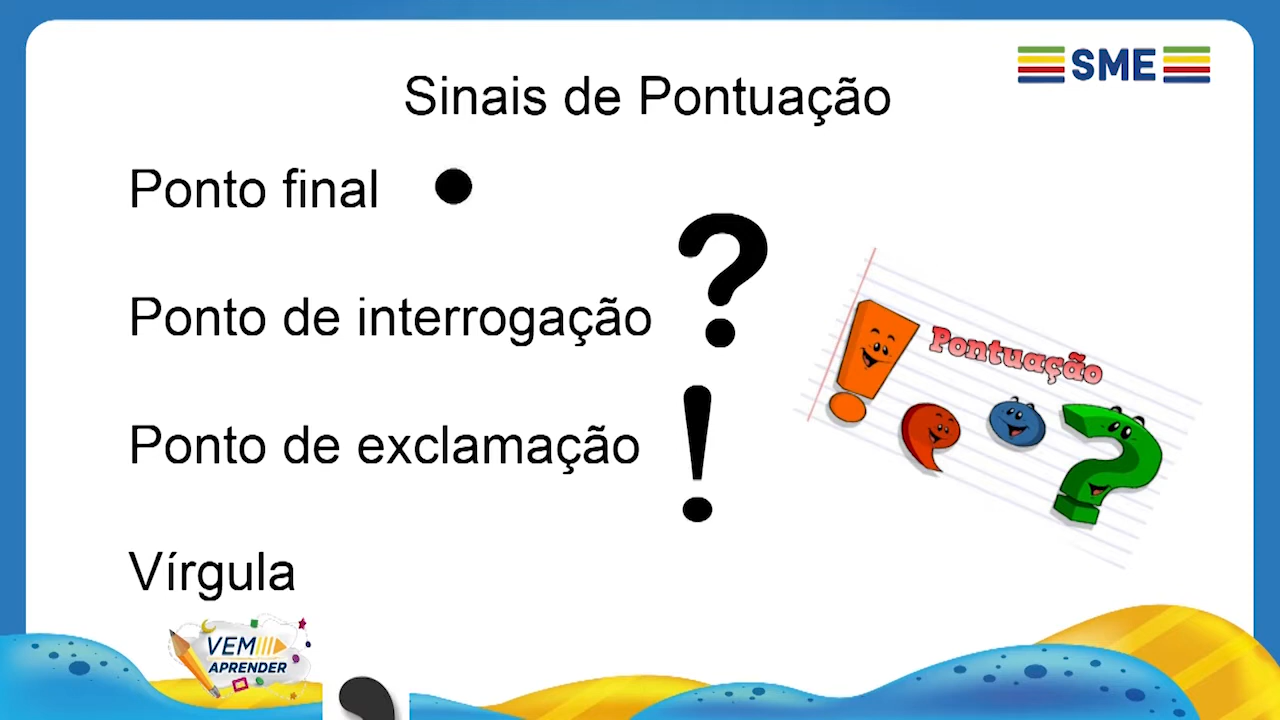 SME
Sinais de Pontuação
Ponto final .
Ponto de interrogação ?
Ponto de exclamação !
Pontuação
! , . ?
Vírgula ,
VEM
APRENDER